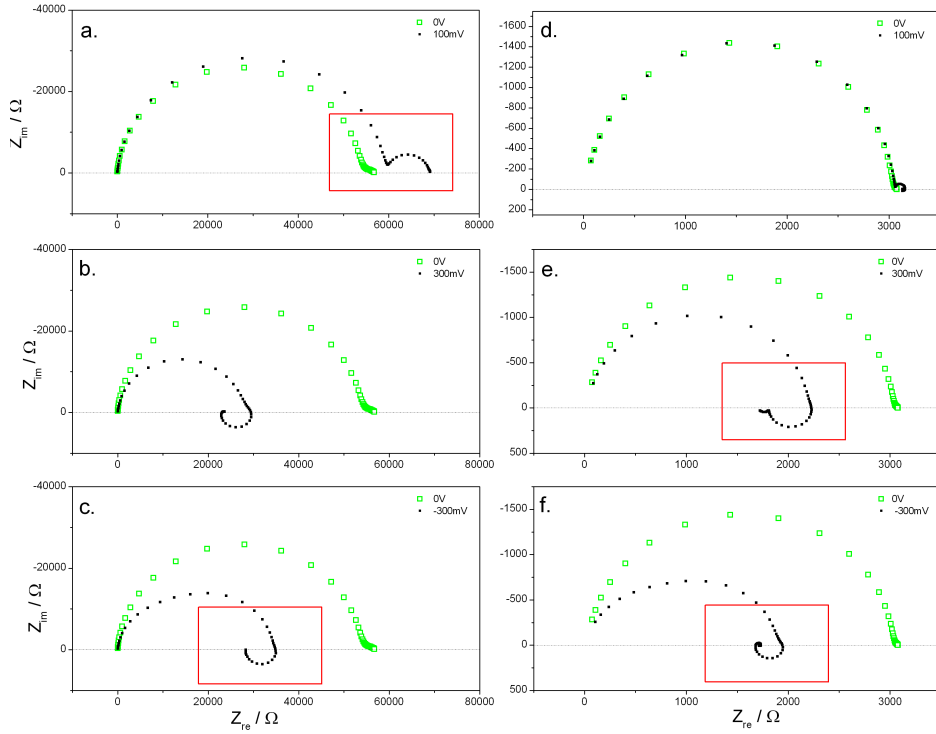 a.
0V
100mV
-40000
-20000
0
0
20000
40000
60000
80000
Z_im / Ω
b.
0V
300mV
-40000
-20000
0
0
20000
40000
60000
80000
Z_im / Ω
c.
0V
-300mV
-40000
-20000
0
0
20000
40000
60000
80000
Z_im / Ω
Z_re / Ω
d.
0V
100mV
-1600
-1400
-1200
-1000
-800
-600
-400
-200
0
200
0
1000
2000
3000
e.
0V
300mV
-1500
-1000
-500
0
500
0
1000
2000
3000
f.
0V
-300mV
-1500
-1000
-500
0
500
0
1000
2000
3000
Z_re / Ω